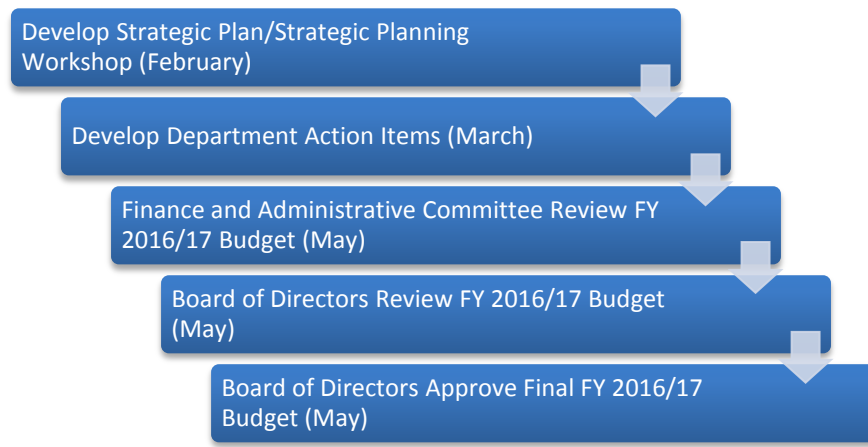 Develop Strategic Plan/Strategic Planning
Workshop (February)
Develop Department Action Items (March)
Finance and Administrative Committee Review FY
2016/17 Budget (May)
Board of Directors Review FY 2016/17 Budget
(May)
Board of Directors Approve Final FY 2016/17
Budget (May)